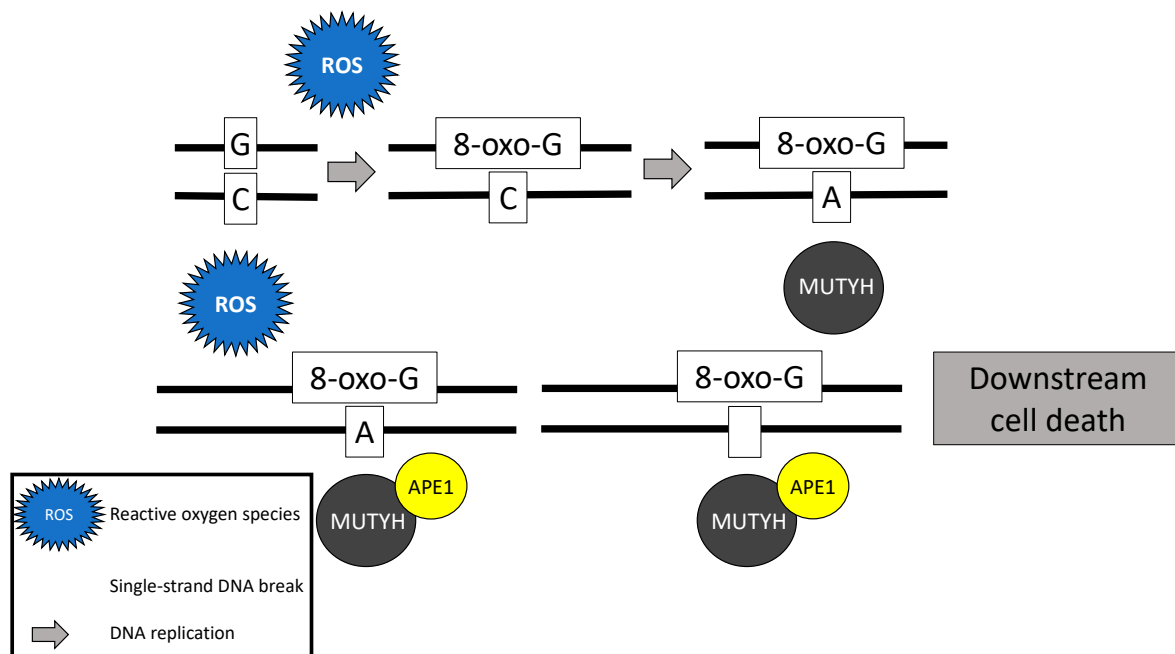 ROS
G
8-oxo-G
8-oxo-G
C
C
A
MUTYH
ROS
8-oxo-G
8-oxo-G
Downstream
cell death
A
APE1
APE1
MUTYH
MUTYH
ROS
Reactive oxygen species
Single-strand DNA break
DNA replication